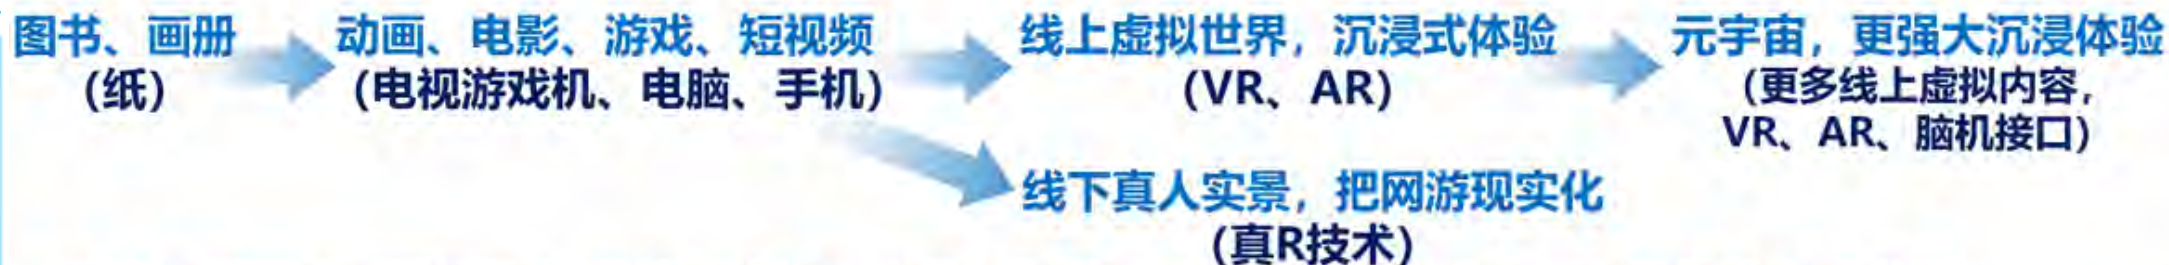 图书、画册
（纸）
动画、电影、游戏、短视频
（电视游戏机、电脑、手机）
线上虚拟世界，沉浸式体验
（VR、AR）
元宇宙，更强大沉浸体验
（更多线上虚拟内容，
VR、AR、脑机接口）
线下真人实景，把网游现实化
（真R技术）